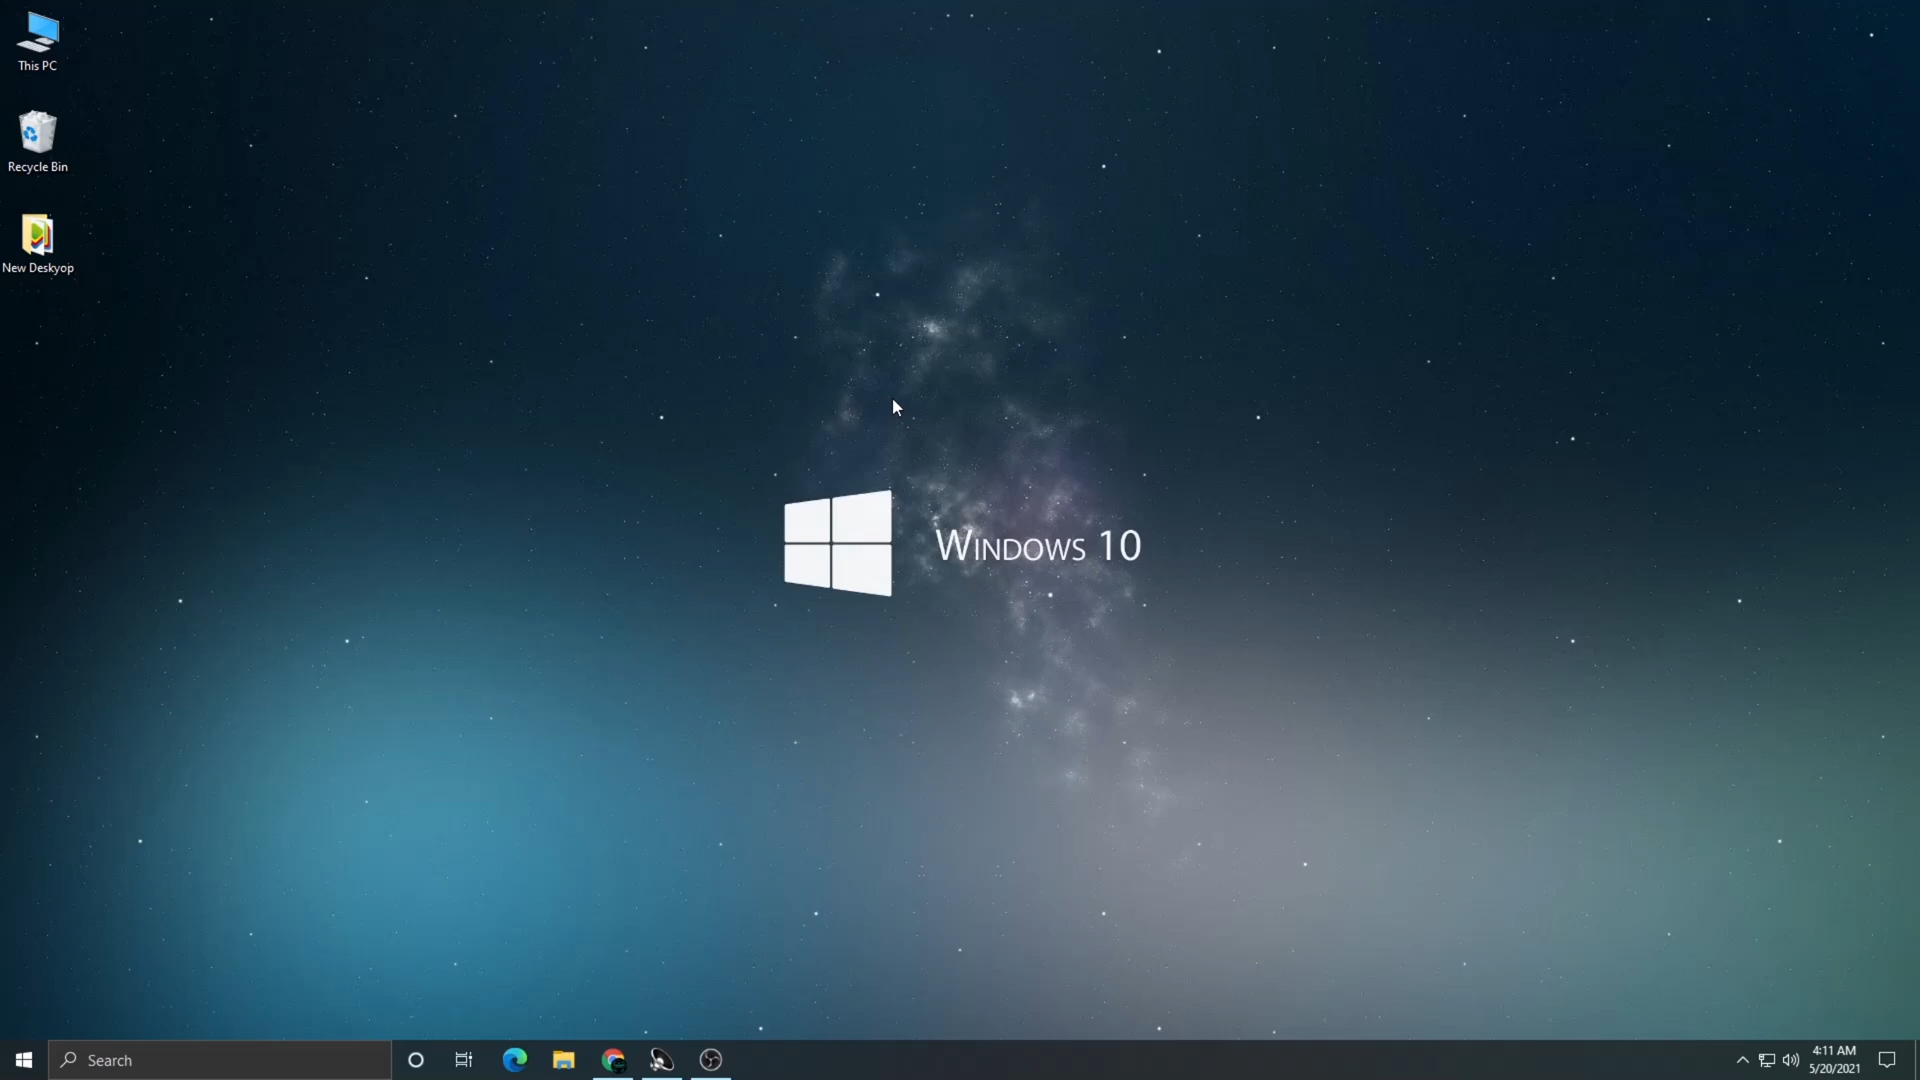 This PC
Recycle Bin
New Deskyop
WINDOWS 10
Search
4:11 AM
5/20/2021